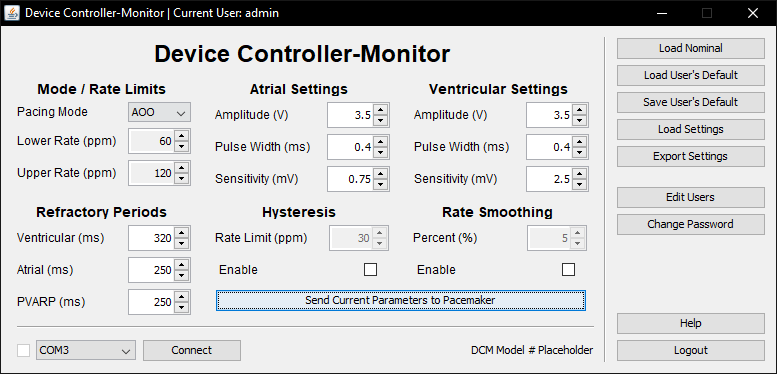 Device Controller-Monitor | Current User: admin
Device Controller-Monitor
Mode / Rate Limits
Pacing Mode AOO
Lower Rate (ppm) 60
Upper Rate (ppm) 120
Atrial Settings
Amplitude (V) 3.5
Pulse Width (ms) 0.4
Sensitivity (mV) 0.75
Ventricular Settings
Amplitude (V) 3.5
Pulse Width (ms) 0.4
Sensitivity (mV) 2.5
Refractory Periods
Ventricular (ms) 320
Atrial (ms) 250
PVARP (ms) 250
Hysteresis
Rate Limit (ppm) 30
Enable
Rate Smoothing
Percent (%) 5
Enable
Send Current Parameters to Pacemaker
COM3
Connect
DCM Model # Placeholder
Load Nominal
Load User's Default
Save User's Default
Load Settings
Export Settings
Edit Users
Change Password
Help
Logout